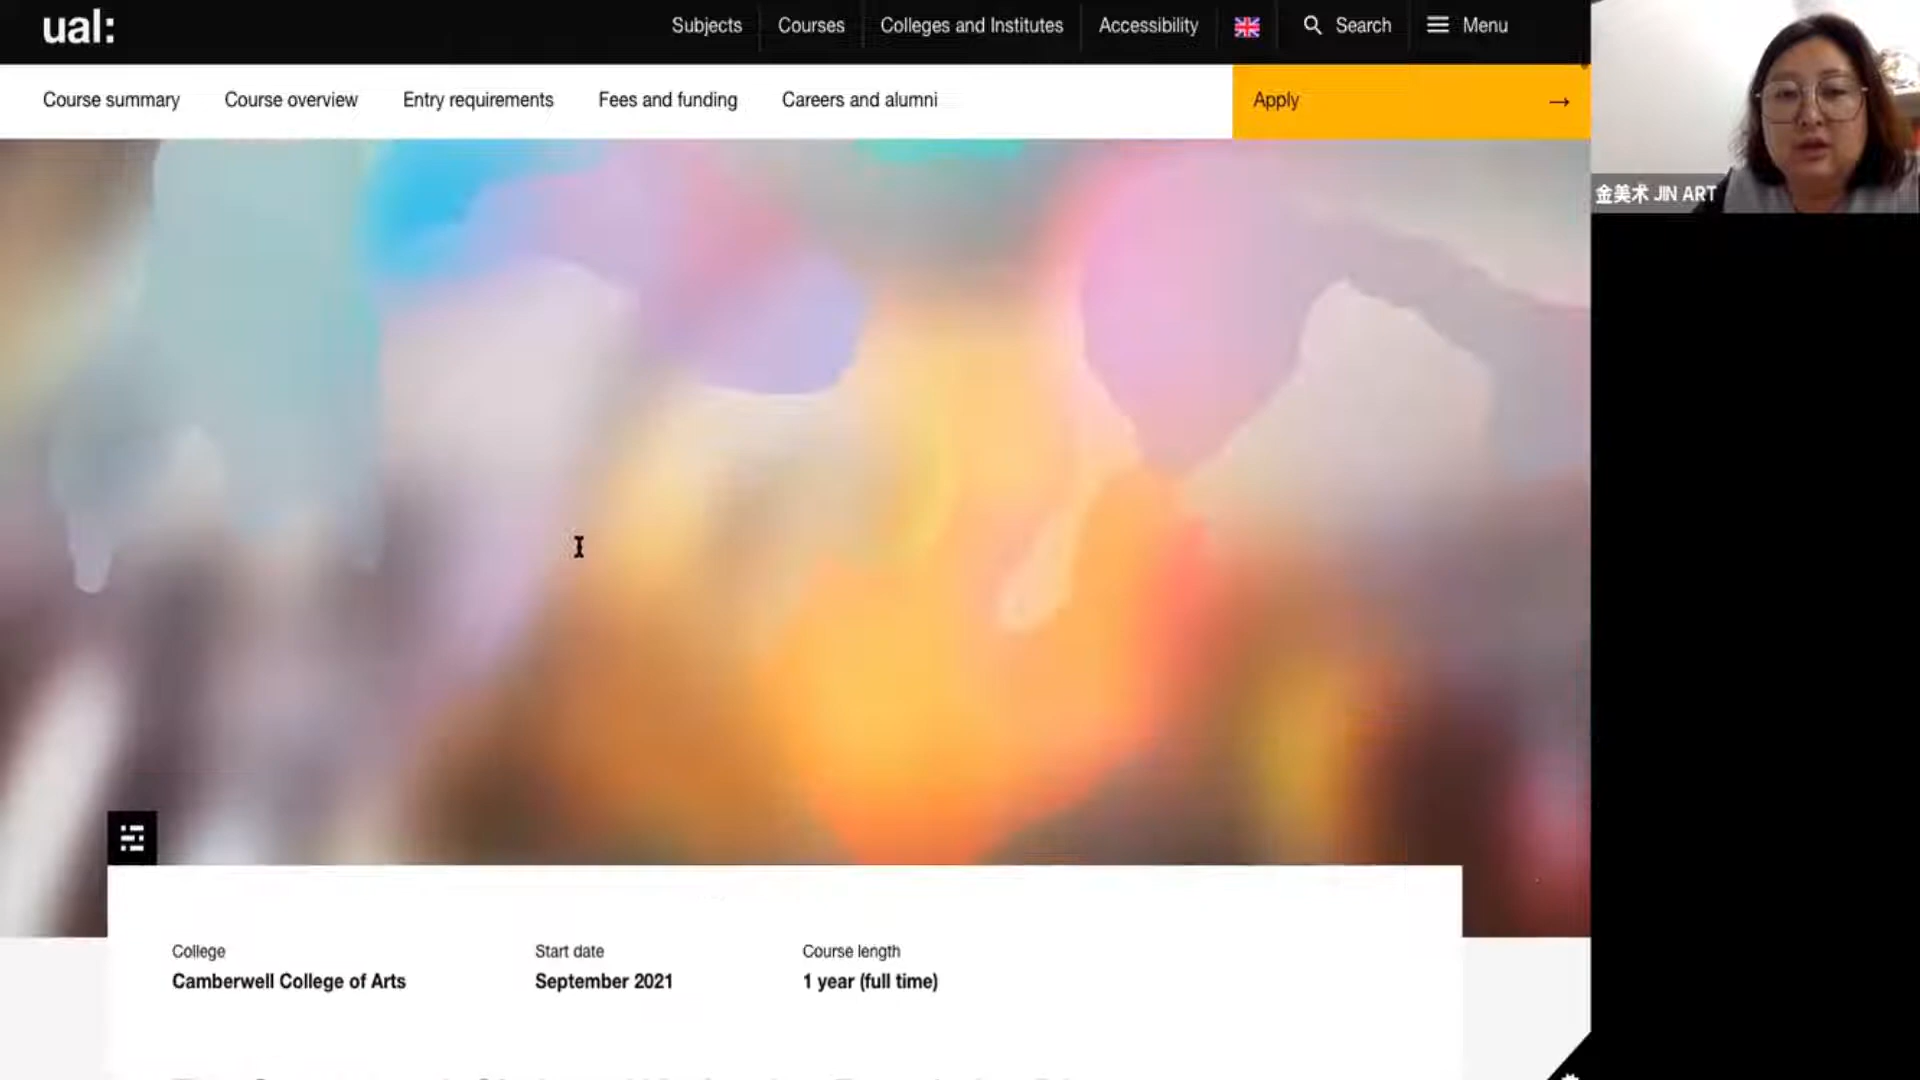 ual:
Subjects
Courses
Colleges and Institutes
Accessibility
Search
Menu
Course summary
Course overview
Entry requirements
Fees and funding
Careers and alumni
Apply →
金美术 JIN ART
College
Camberwell College of Arts
Start date
September 2021
Course length
1 year (full time)